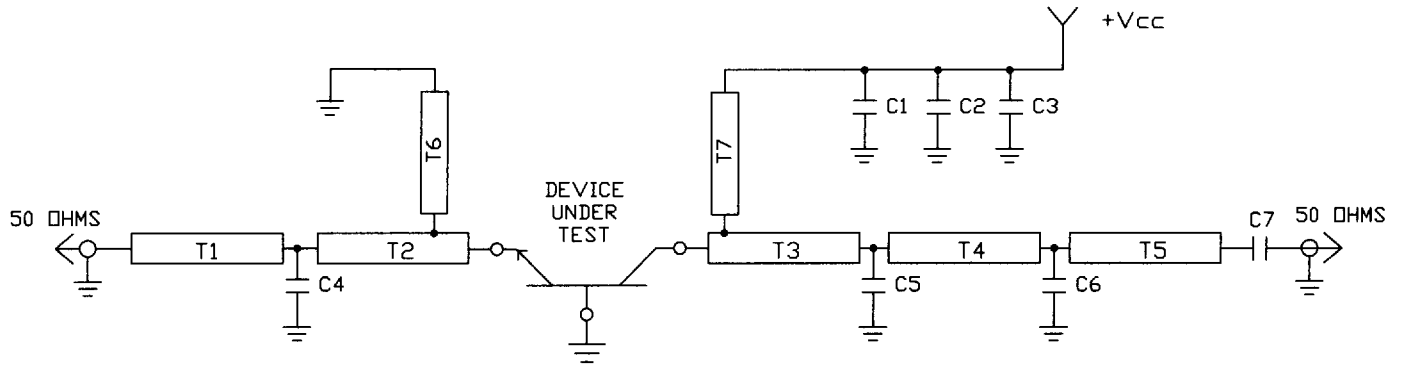 +Vcc
C1
C2
C3
T6
T7
DEVICE
UNDER
TEST
50 OHMS
T1
T2
T3
T4
T5
C7
50 OHMS
C4
C5
C6